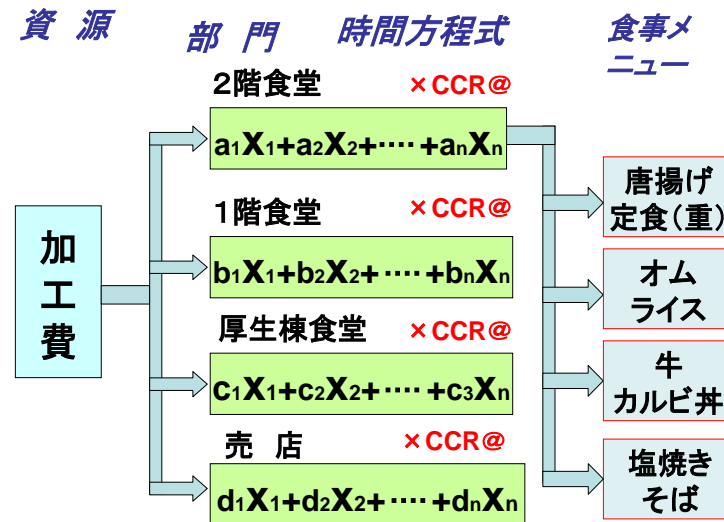 資 源
部 門
時間方程式
食事メ
ニュー
2階食堂 ×CCR@
a1X1+a2X2+‥‥+anXn
1階食堂 ×CCR@
b1X1+b2X2+‥‥+bnXn
厚生棟食堂 ×CCR@
c1X1+c2X2+‥‥+c3Xn
売 店 ×CCR@
d1X1+d2X2+‥‥+dnXn
加
工
費
唐揚げ
定食(重)
オム
ライス
牛
カルビ丼
塩焼き
そば